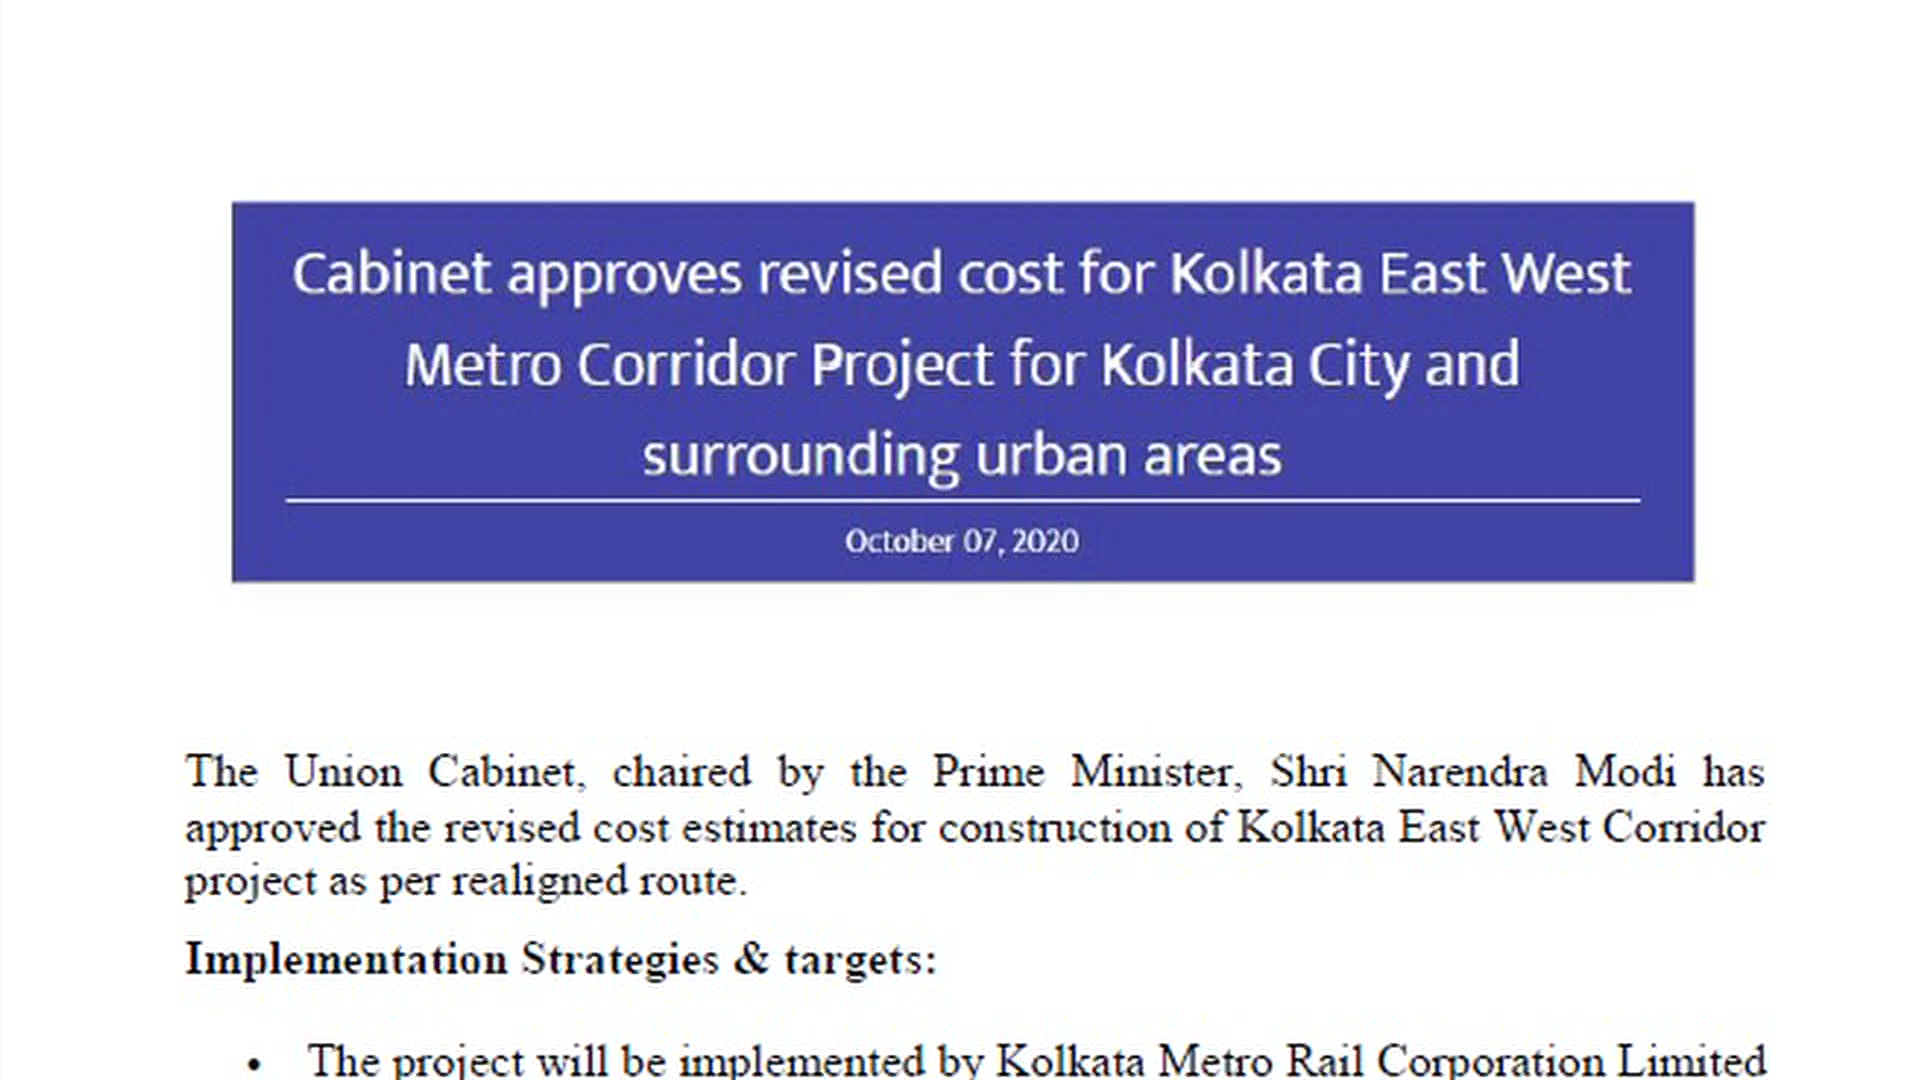 Cabinet approves revised cost for Kolkata East West
Metro Corridor Project for Kolkata City and
surrounding urban areas
October 07, 2020
The Union Cabinet, chaired by the Prime Minister, Shri Narendra Modi has
approved the revised cost estimates for construction of Kolkata East West Corridor
project as per realigned route.
Implementation Strategies & targets:
• The project will be implemented by Kolkata Metro Rail Corporation Limited